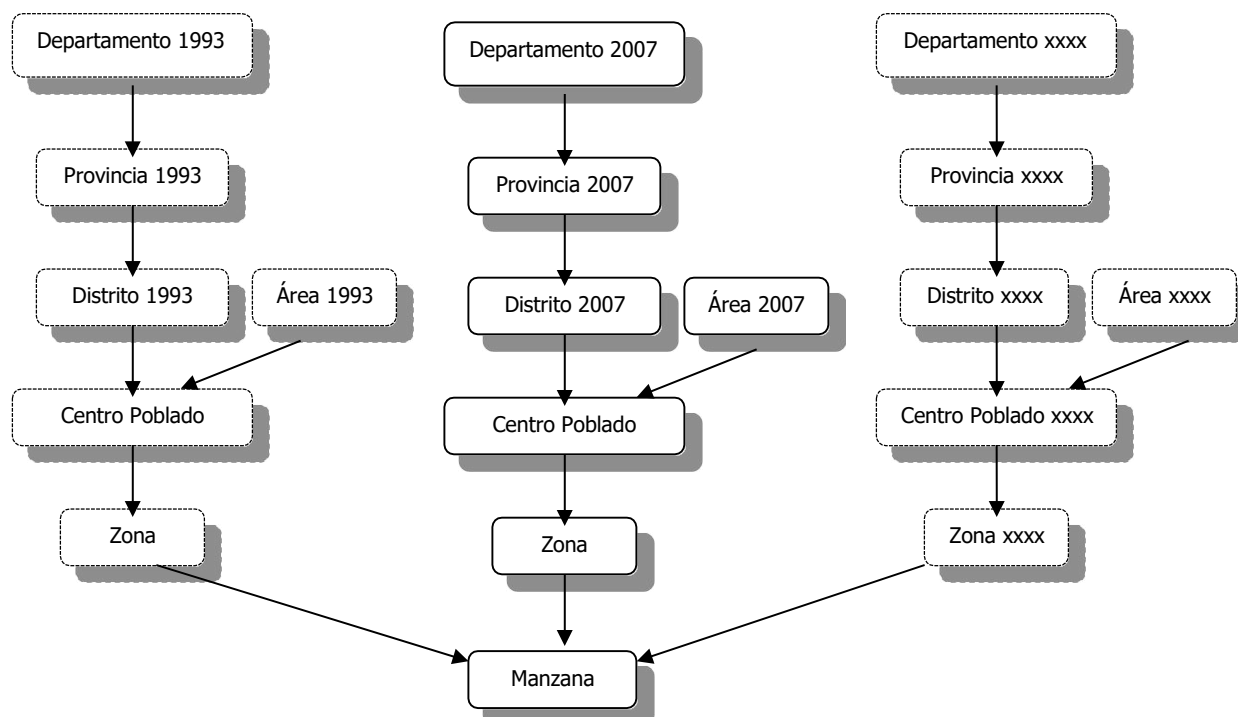 Departamento 1993
Departamento 2007
Departamento xxxx
Provincia 1993
Provincia 2007
Provincia xxxx
Distrito 1993
Área 1993
Distrito 2007
Área 2007
Distrito xxxx
Área xxxx
Centro Poblado
Centro Poblado
Centro Poblado xxxx
Zona
Zona
Zona xxxx
Manzana